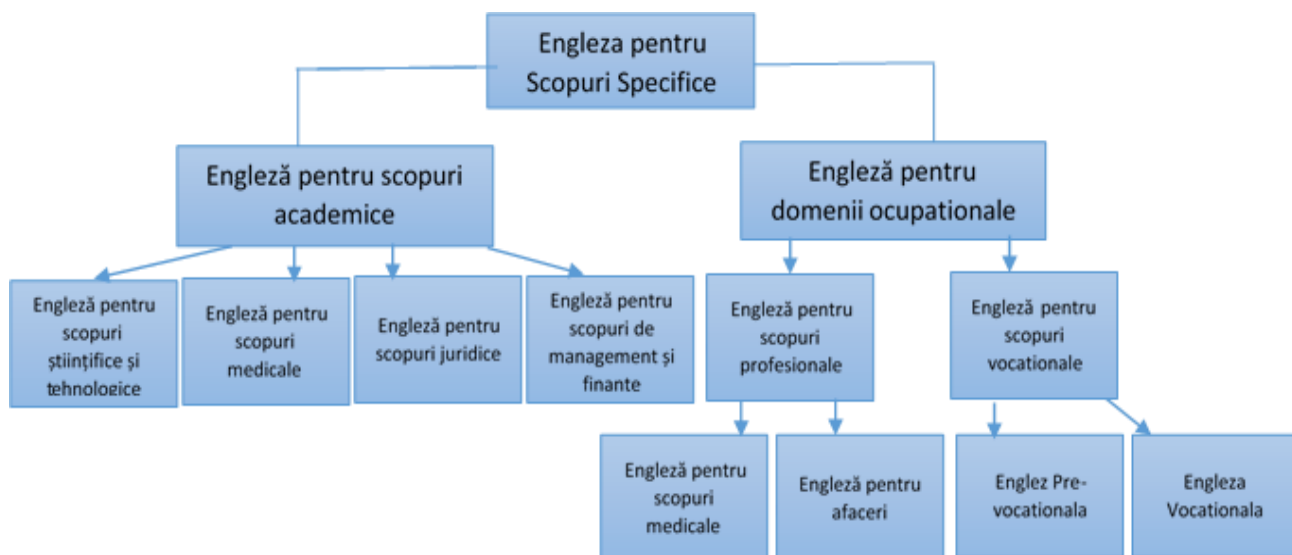 Engleza pentru
Scopuri Specifice
Engleză pentru scopuri
academice
Engleză pentru
domenii ocupationale
Engleză pentru
scopuri
științifice și
tehnologice
Engleză pentru
scopuri
medicale
Engleză pentru
scopuri juridice
Engleză pentru
scopuri de
management și
finante
Engleză pentru
scopuri
profesionale
Engleză pentru
scopuri
vocationale
Engleză pentru
scopuri
medicale
Engleză pentru
afaceri
Englez Pre-
vocationala
Engleza
Vocationala